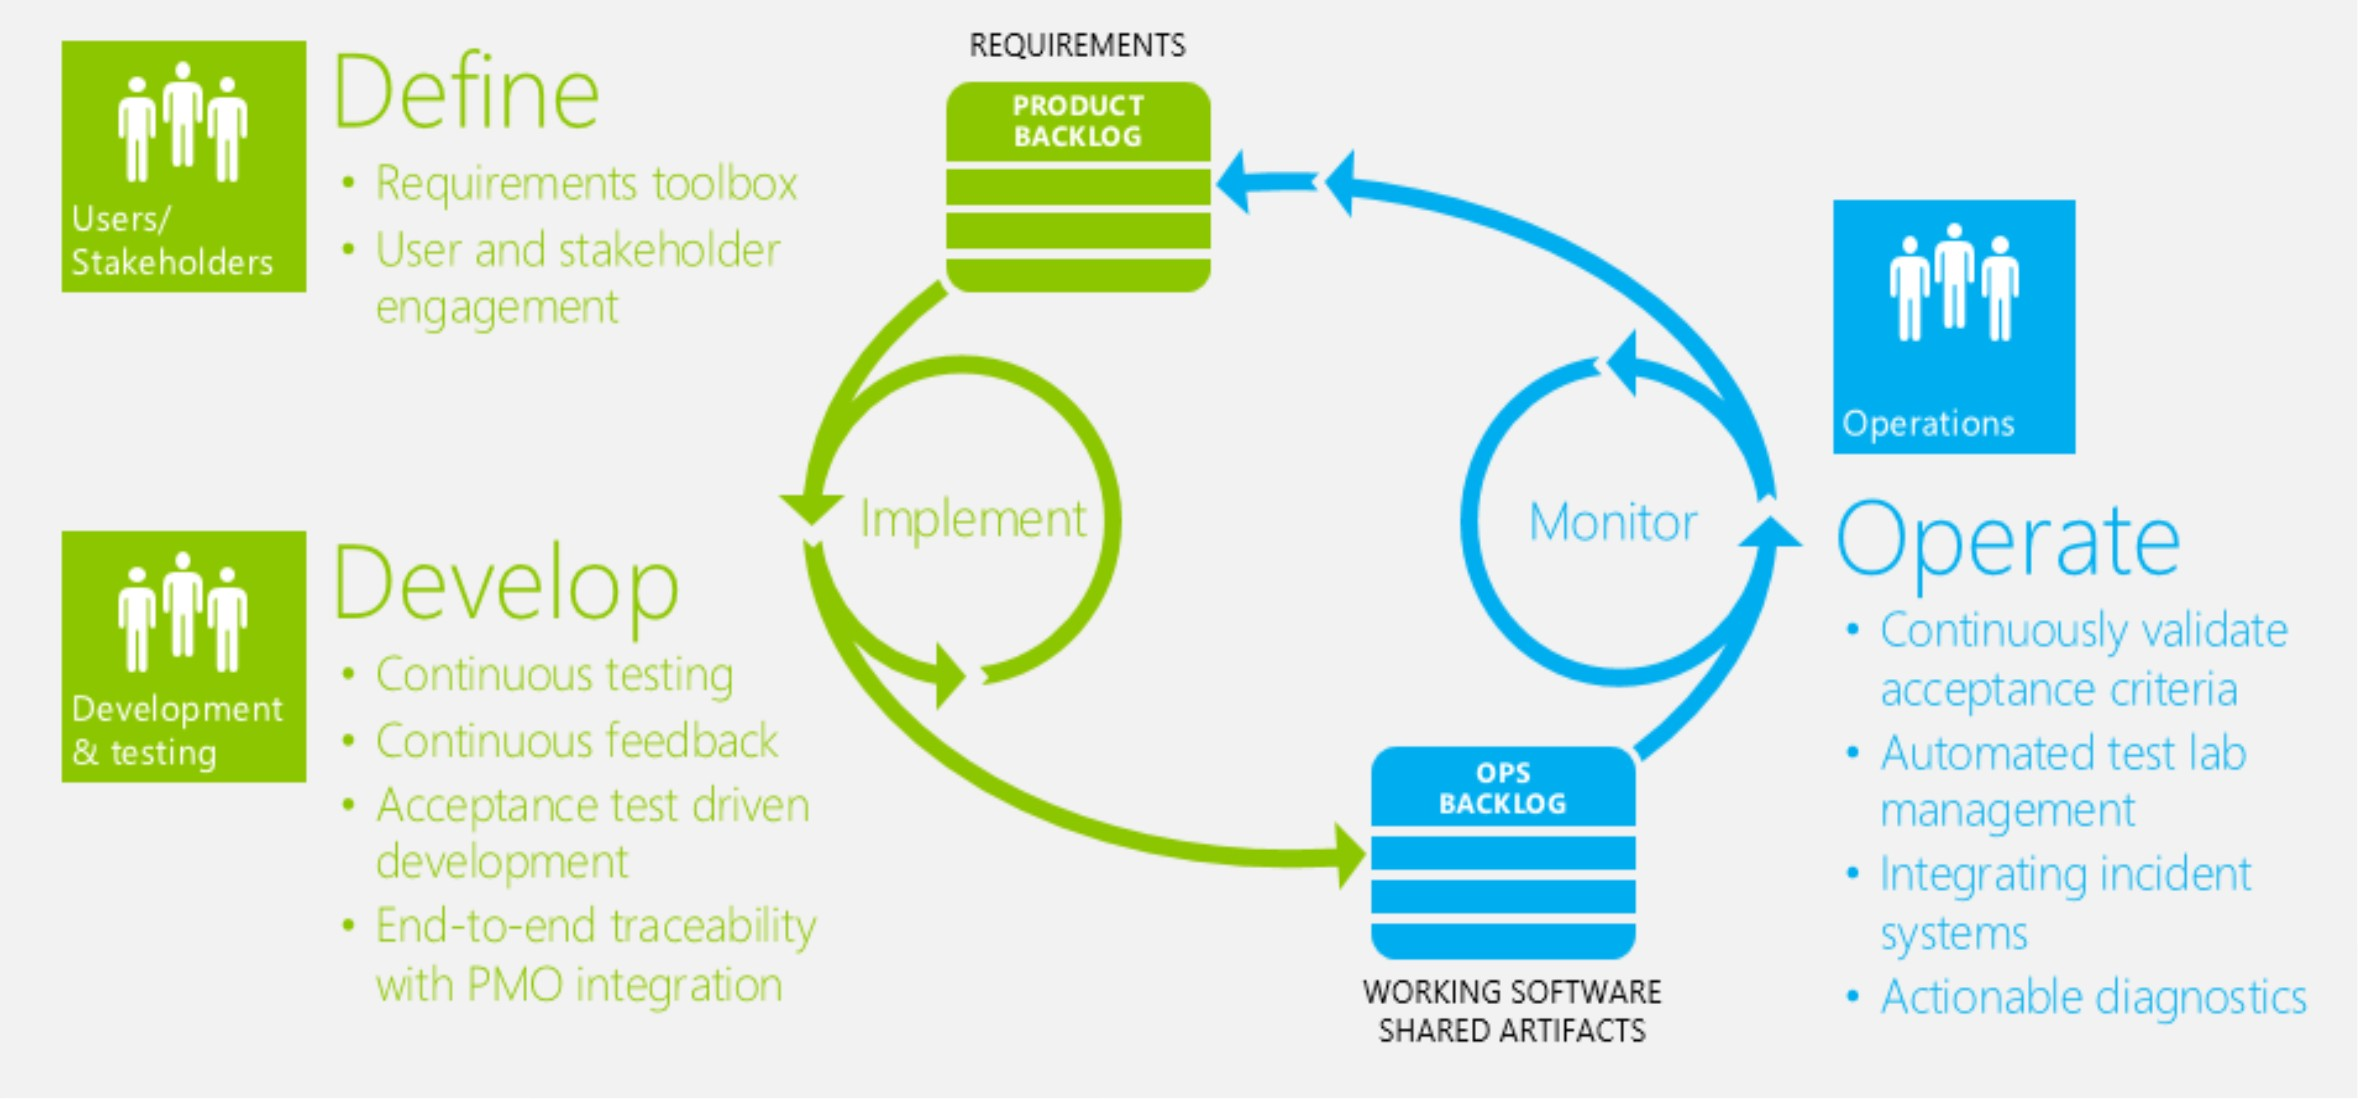 Users/
Stakeholders
Define
• Requirements toolbox
• User and stakeholder
engagement
Development
& testing
Develop
• Continuous testing
• Continuous feedback
• Acceptance test driven
development
• End-to-end traceability
with PMO integration
REQUIREMENTS
PRODUCT
BACKLOG
Implement
Monitor
OPS
BACKLOG
WORKING SOFTWARE
SHARED ARTIFACTS
Operations
Operate
• Continuously validate
acceptance criteria
• Automated test lab
management
• Integrating incident
systems
• Actionable diagnostics